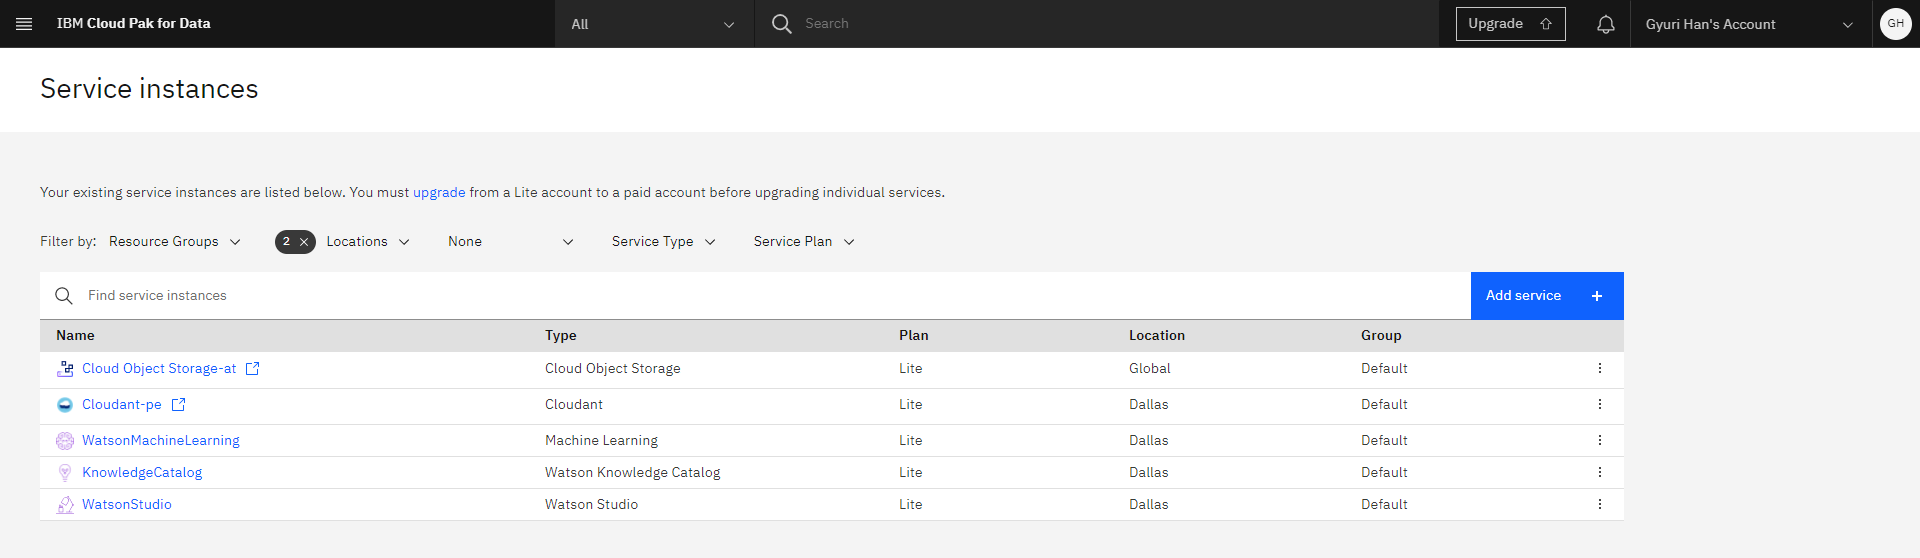 IBM Cloud Pak for Data All Search Upgrade Gyuri Han's Account GH
Service instances
Your existing service instances are listed below. You must upgrade from a Lite account to a paid account before upgrading individual services.
Filter by: Resource Groups 2 Locations None Service Type Service Plan
Find service instances Add service
Name Type Plan Location Group
Cloud Object Storage-at Cloud Object Storage Lite Global Default
Cloudant-pe Cloudant Lite Dallas Default
WatsonMachineLearning Machine Learning Lite Dallas Default
KnowledgeCatalog Watson Knowledge Catalog Lite Dallas Default
WatsonStudio Watson Studio Lite Dallas Default